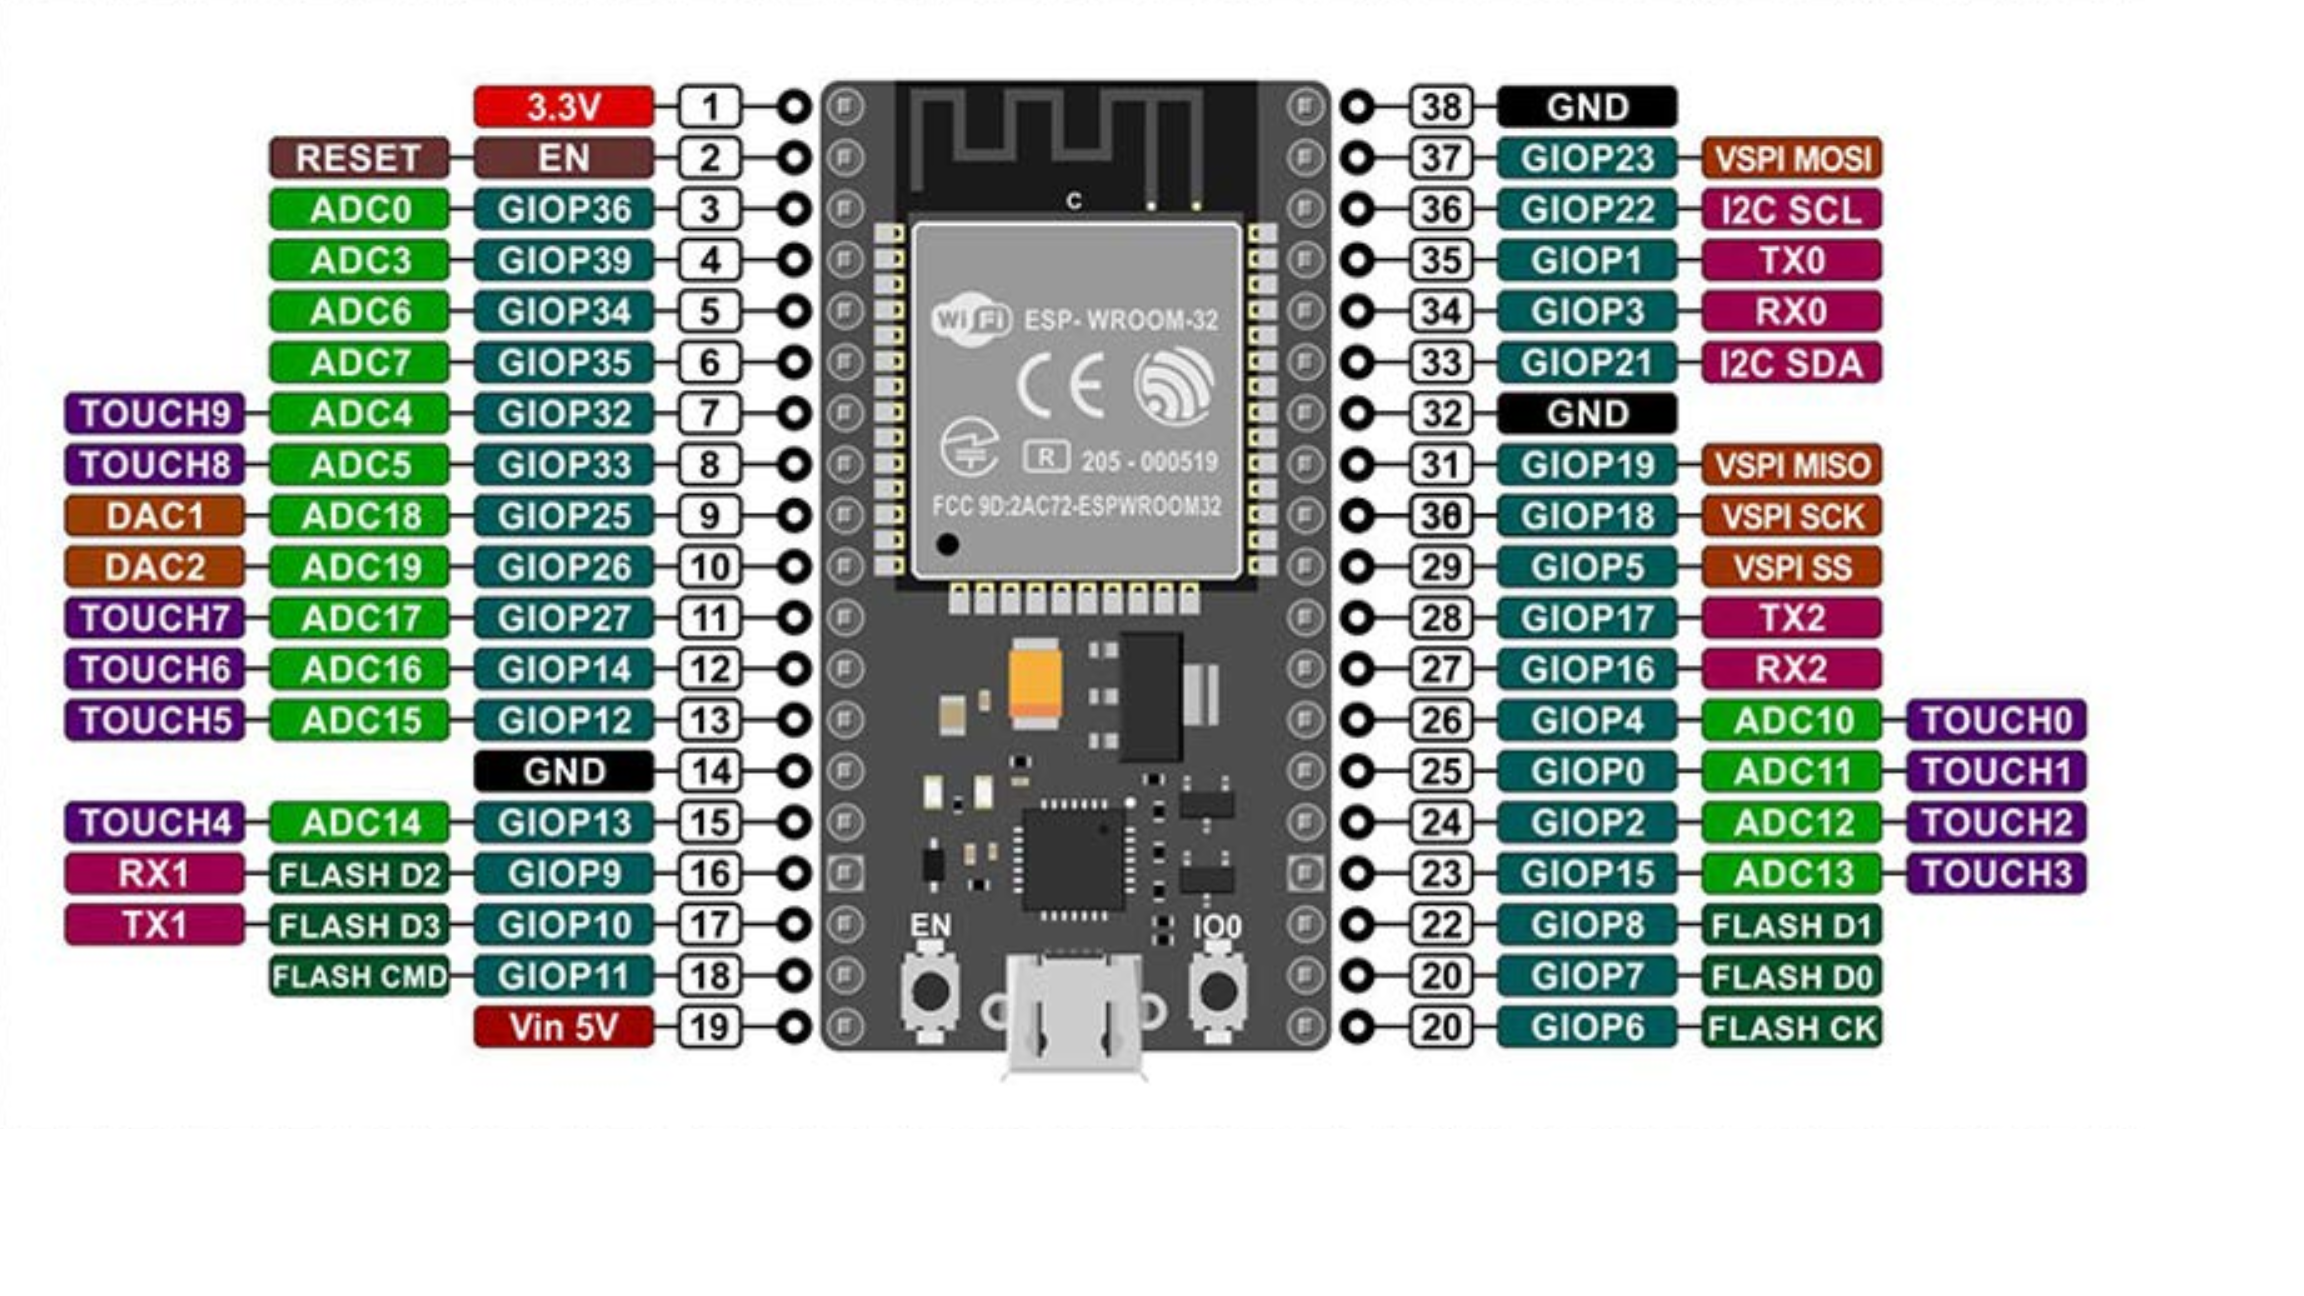 3.3V 1 38 GND
RESET EN 2 37 GIOP23 VSPI MOSI
ADC0 GIOP36 3 36 GIOP22 I2C SCL
C
ADC3 GIOP39 4 35 GIOP1 TX0
ADC6 GIOP34 5 WiFi ESP- WROOM-32 34 GIOP3 RX0
ADC7 GIOP35 6 CE 33 GIOP21 I2C SDA
TOUCH9 ADC4 GIOP32 7 32 GND
TOUCH8 ADC5 GIOP33 8 R 205 - 000519 31 GIOP19 VSPI MISO
DAC1 ADC18 GIOP25 9 FCC 9D:2AC72-ESPWROOM32 30 GIOP18 VSPI SCK
DAC2 ADC19 GIOP26 10 29 GIOP5 VSPI SS
TOUCH7 ADC17 GIOP27 11 28 GIOP17 TX2
TOUCH6 ADC16 GIOP14 12 27 GIOP16 RX2
TOUCH5 ADC15 GIOP12 13 26 GIOP4 ADC10 TOUCH0
GND 14 25 GIOP0 ADC11 TOUCH1
TOUCH4 ADC14 GIOP13 15 24 GIOP2 ADC12 TOUCH2
RX1 FLASH D2 GIOP9 16 23 GIOP15 ADC13 TOUCH3
TX1 FLASH D3 GIOP10 17 EN IO0 22 GIOP8 FLASH D1
FLASH CMD GIOP11 18 20 GIOP7 FLASH D0
Vin 5V 19 20 GIOP6 FLASH CK